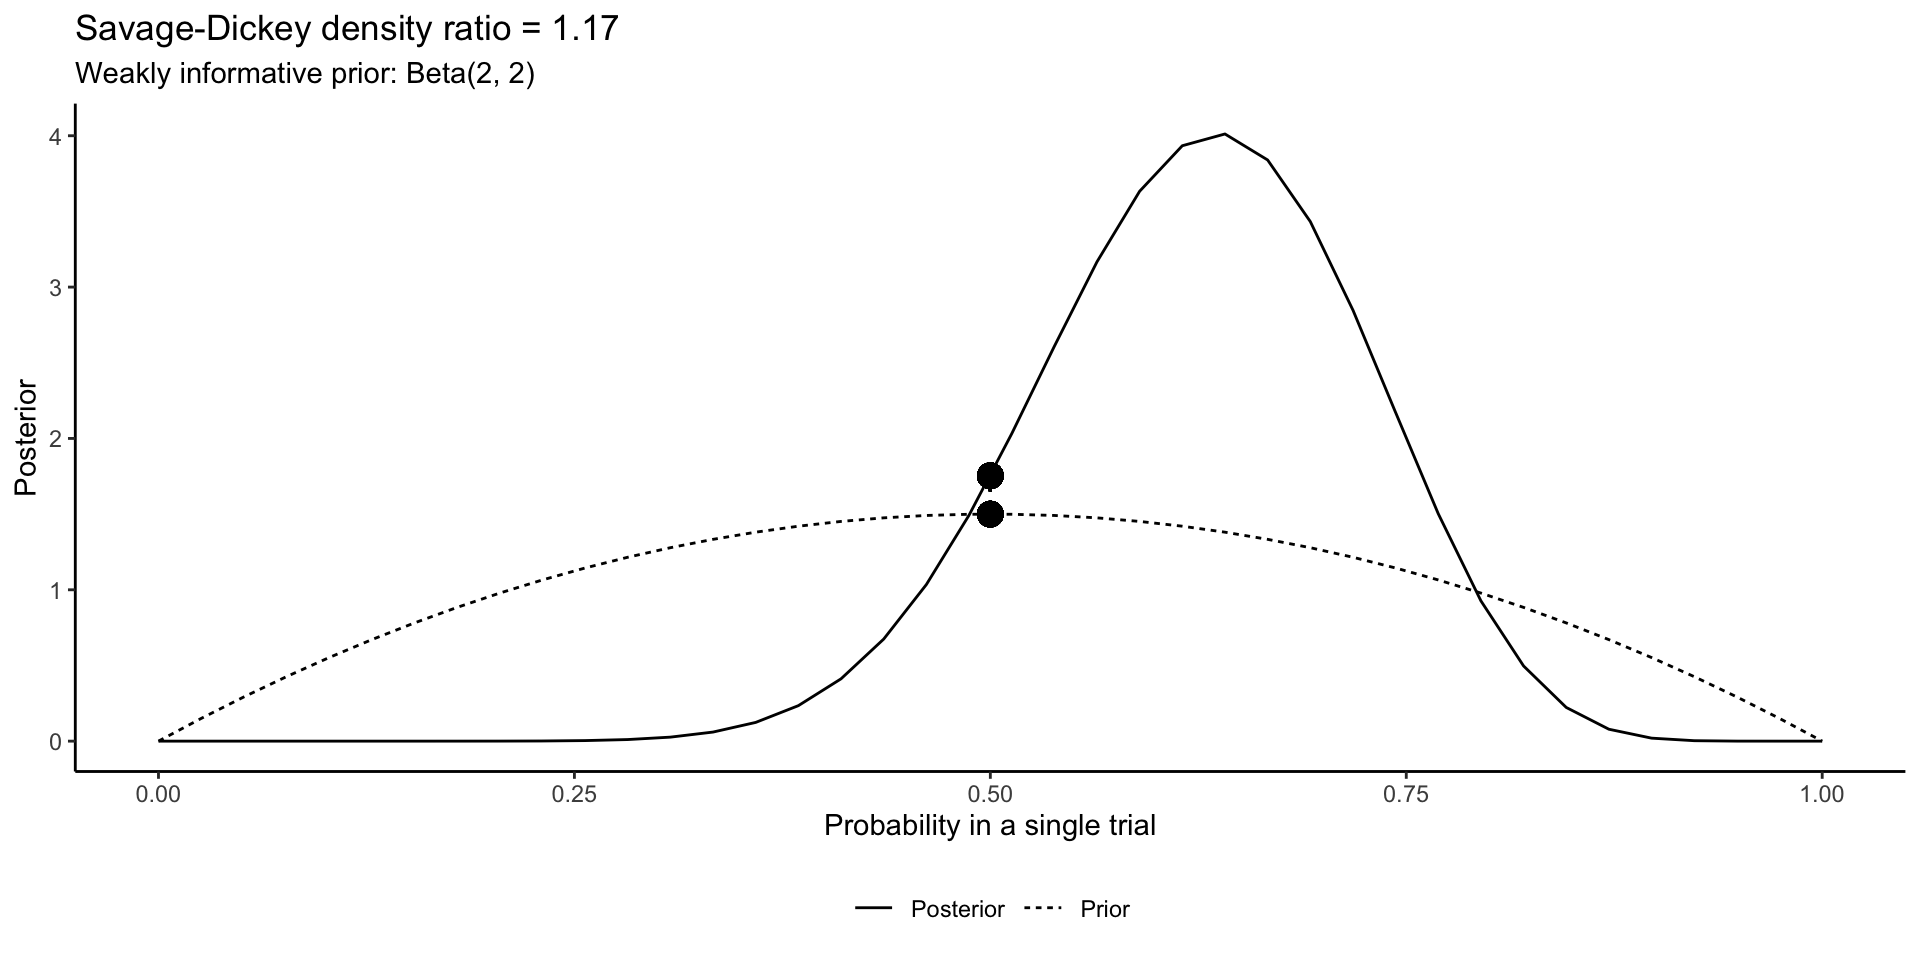 Savage-Dickey density ratio = 1.17
Weakly informative prior: Beta(2, 2)
Posterior
4
3
2
1
0
0.00 0.25 0.50 0.75 1.00
Probability in a single trial
Posterior Prior